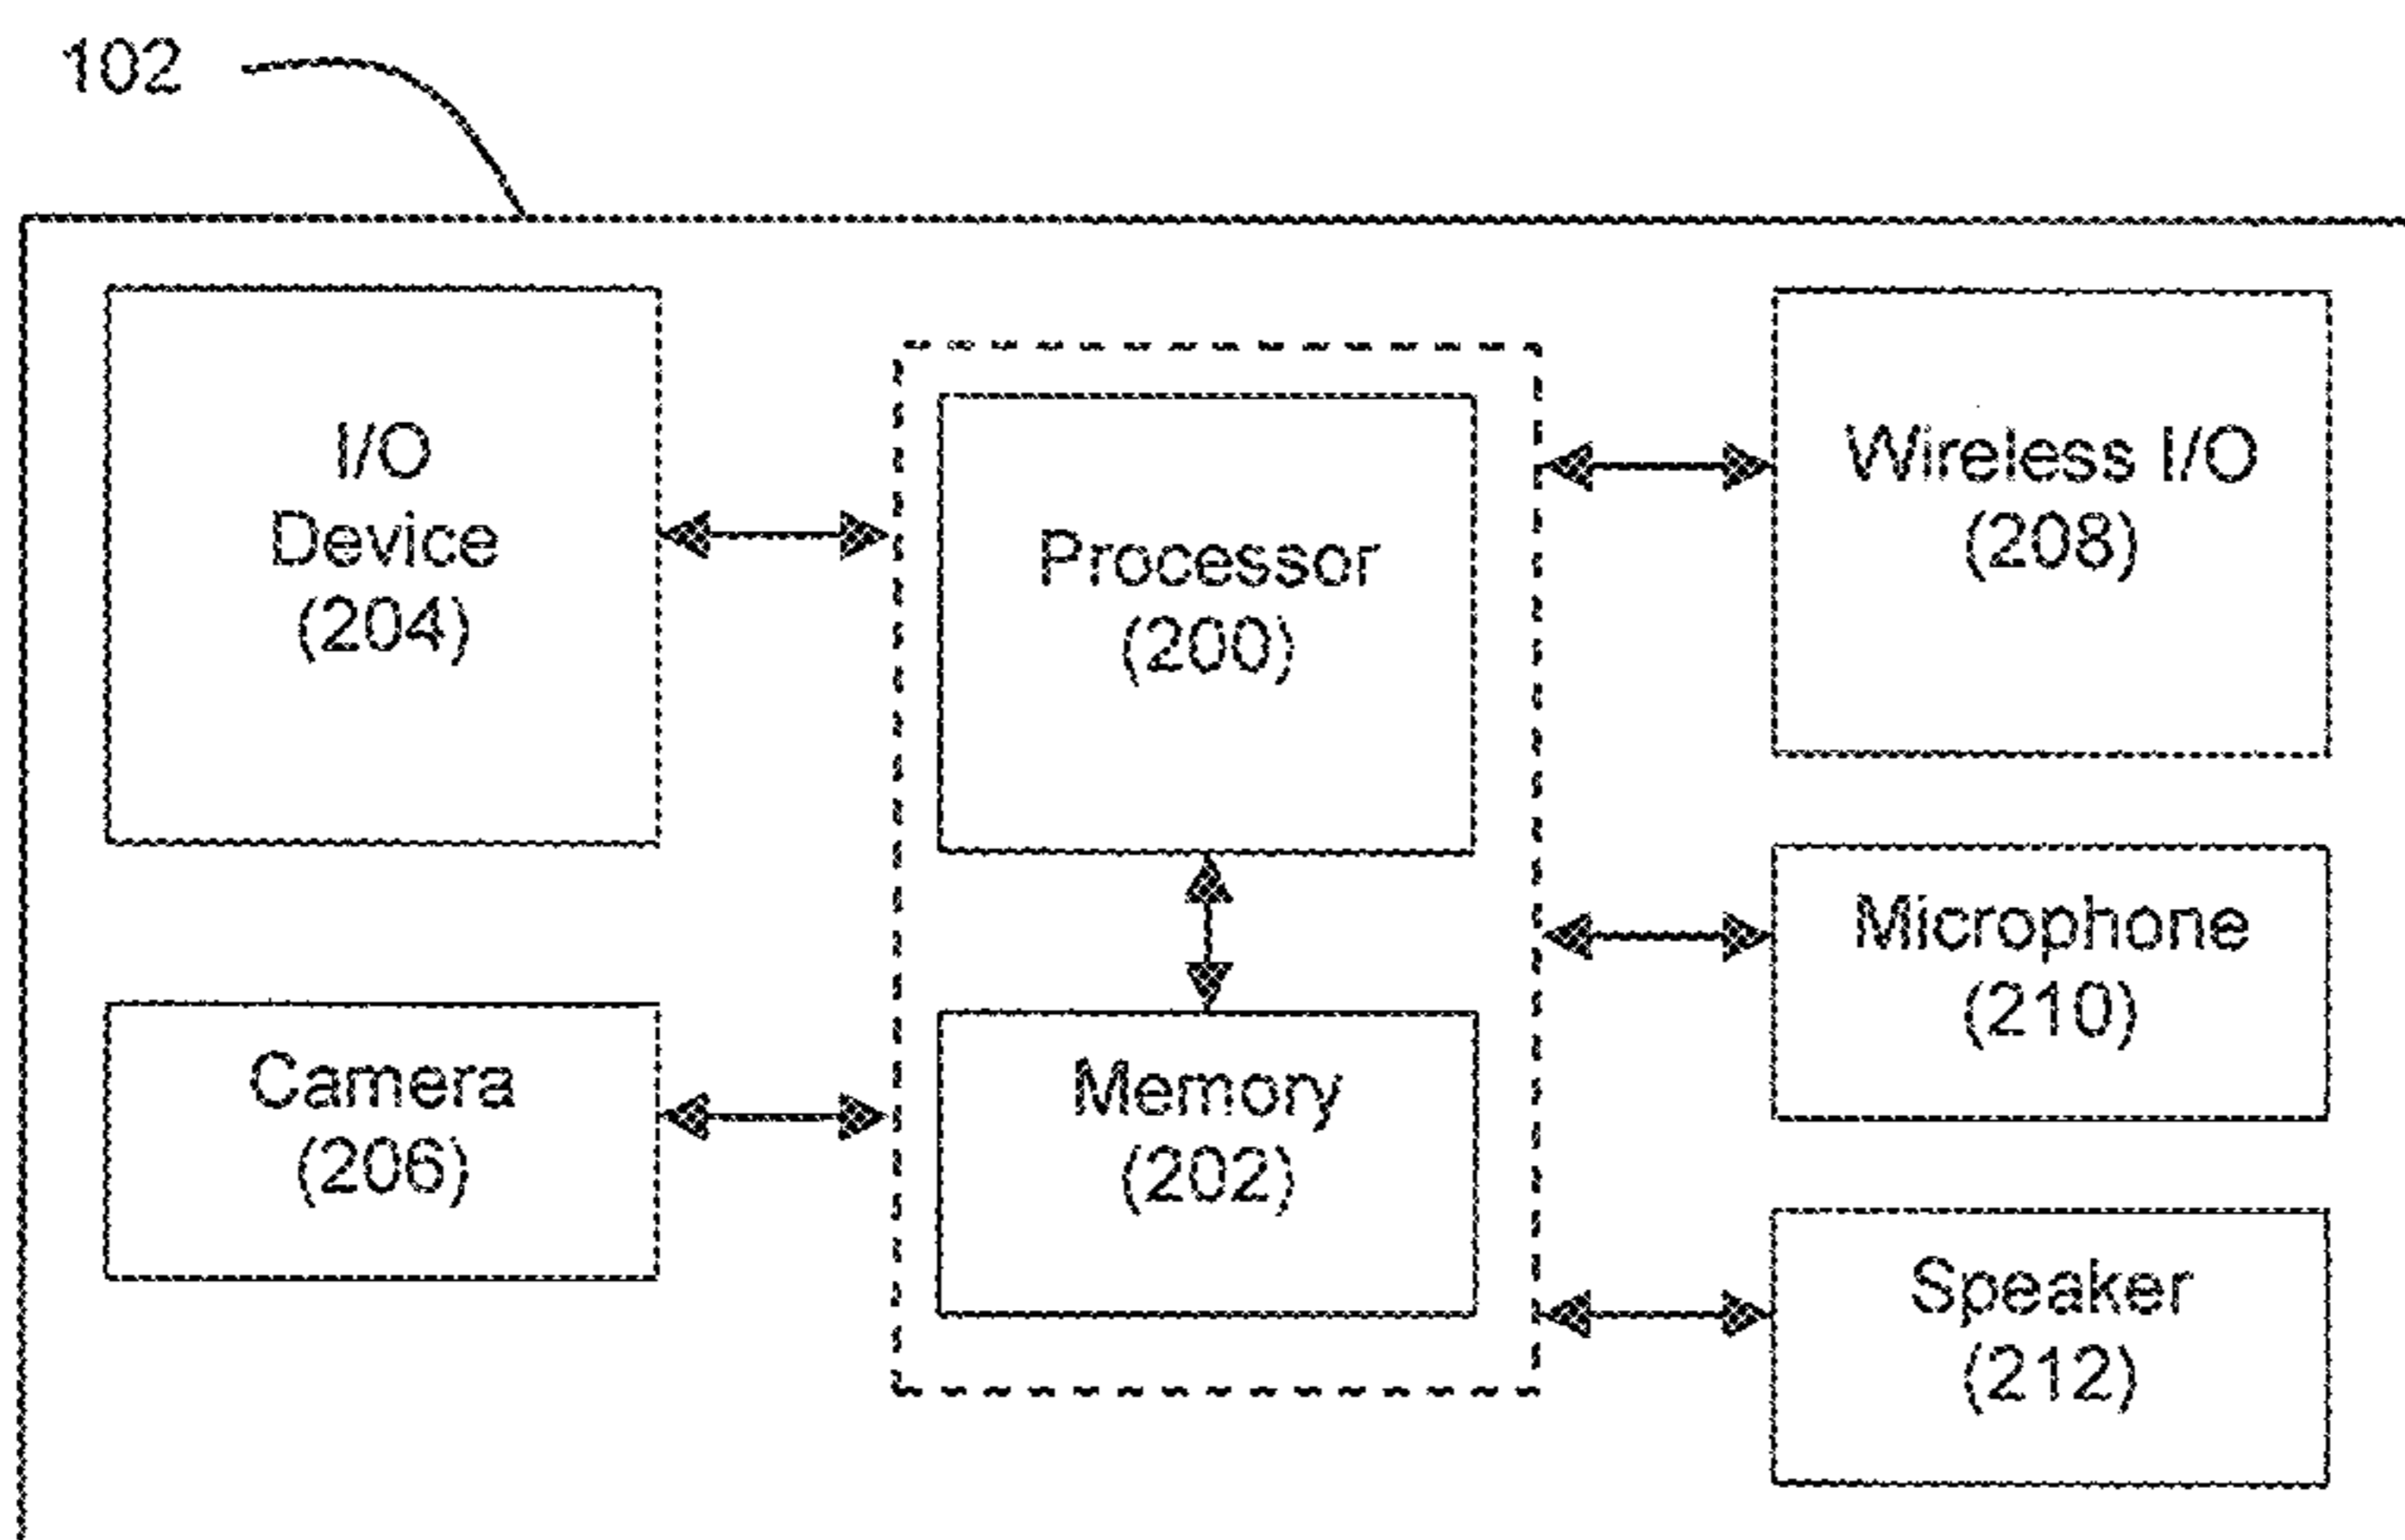 102
I/O
Device
(204)
Processor
(200)
Wireless I/O
(208)
Microphone
(210)
Camera
(206)
Memory
(202)
Speaker
(212)